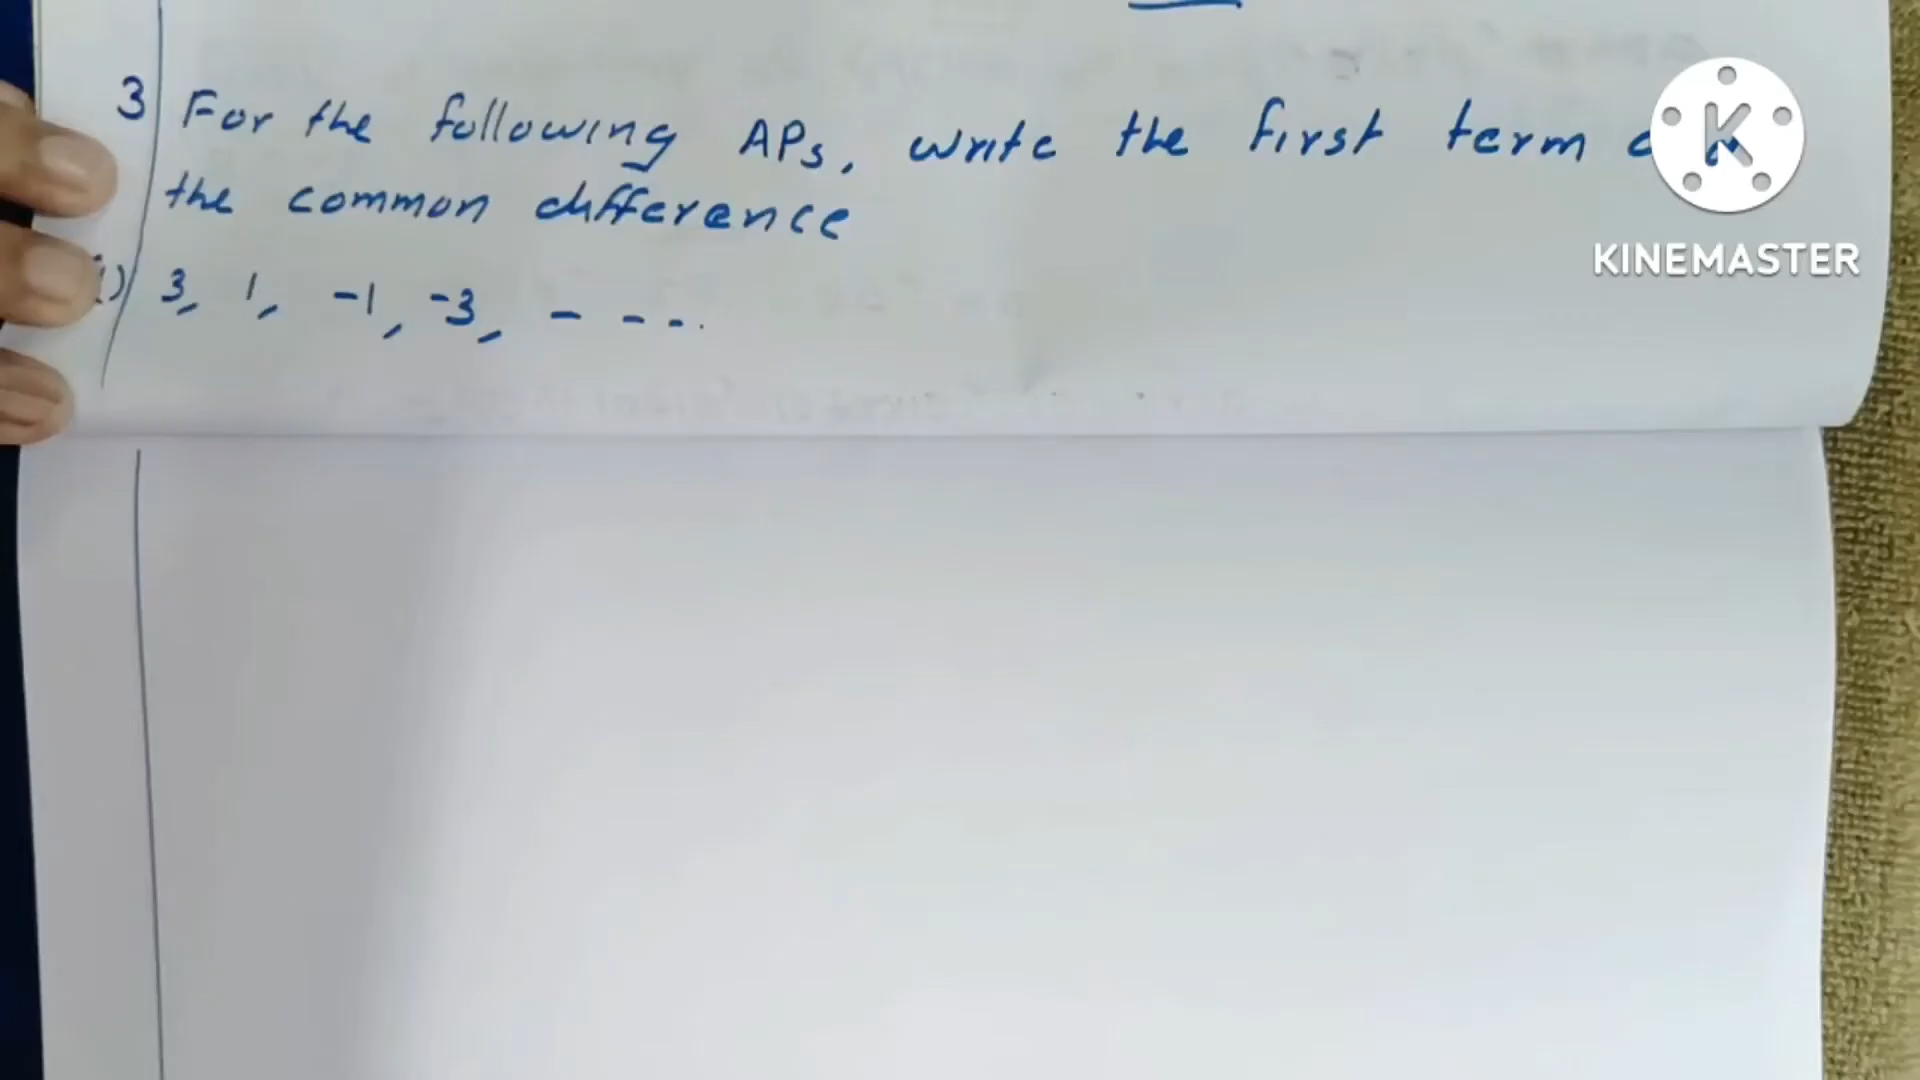 3 For the following APs, write the first term
the common difference
i) 3, 1, -1, -3, - - - .
K
KINEMASTER